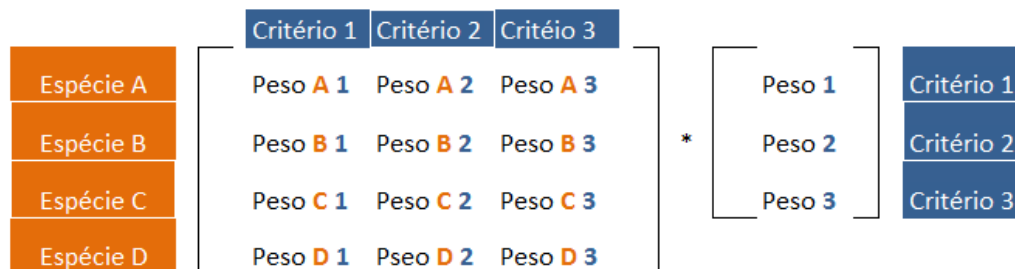 Critério 1 Critério 2 Critéio 3
Espécie A Peso A 1 Peso A 2 Peso A 3 Peso 1 Critério 1
Espécie B Peso B 1 Peso B 2 Peso B 3 * Peso 2 Critério 2
Espécie C Peso C 1 Peso C 2 Peso C 3 Peso 3 Critério 3
Espécie D Peso D 1 Pseo D 2 Peso D 3